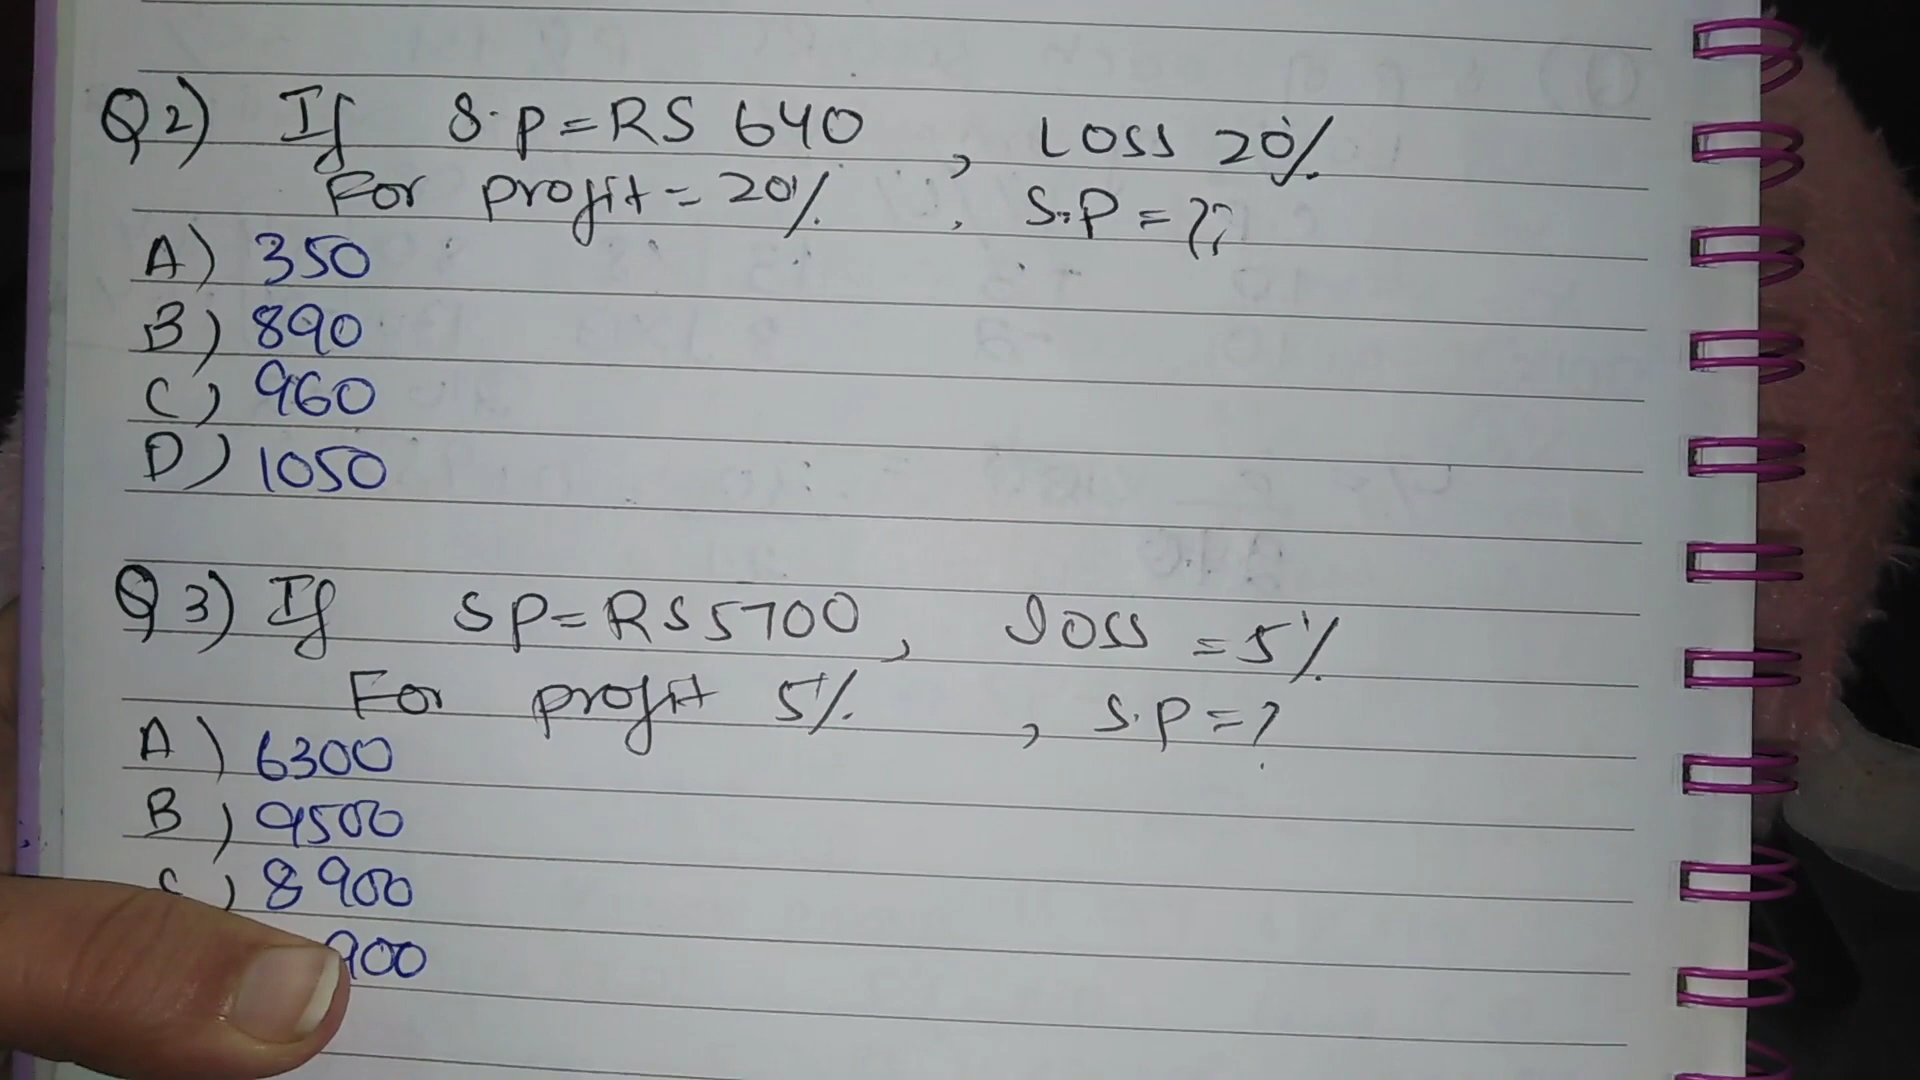 Q2) If S.P=RS 640, Loss 20%.
For profit = 20%. , S.P = ??
A) 350
B) 890
C) 960
D) 1050
Q3) If SP=RS 5700, loss = 5%.
For profit 5%. , S.P = ?
A) 6300
B) 9500
C) 8900
900